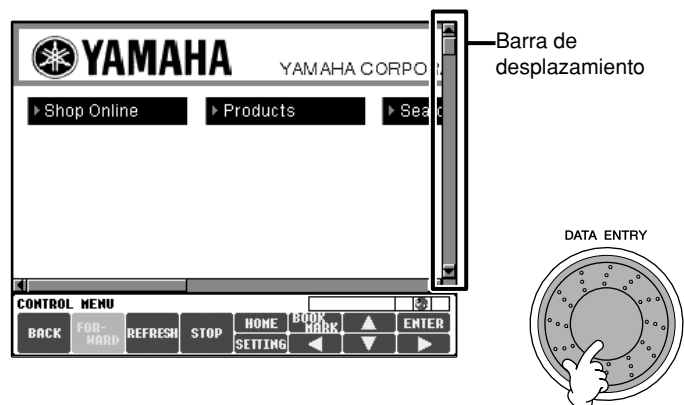 YAMAHA
YAMAHA CORPO
Barra de
desplazamiento
Shop Online
Products
Sea
DATA ENTRY
CONTROL MENU
BACK
FOR-
WARD
REFRESH
STOP
HOME
BOOK
MARK
ENTER
SETTING